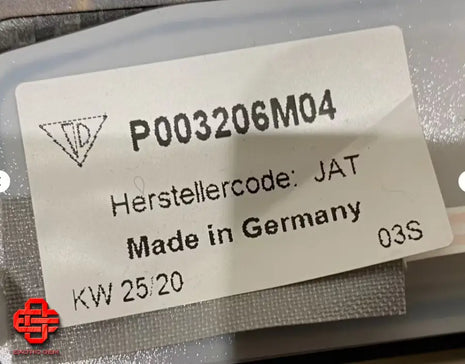 P003206M04
Herstellercode: JAT
Made in Germany
03S
KW 25/20